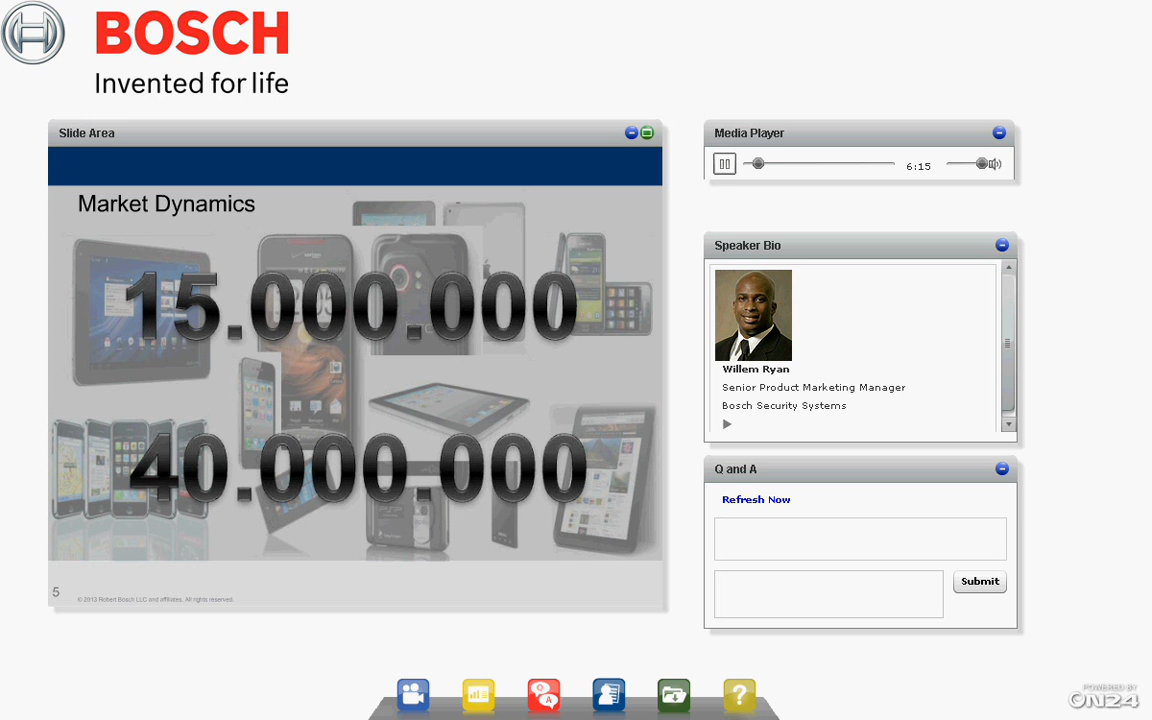 BOSCH
Invented for life
Slide Area
Market Dynamics
15.000.000
40.000.000
5
© 2013 Robert Bosch LLC and affiliates. All rights reserved.
Media Player
6:15
Speaker Bio
Willem Ryan
Senior Product Marketing Manager
Bosch Security Systems
Q and A
Refresh Now
Submit
Q
A
?
POWERED BY
ON24